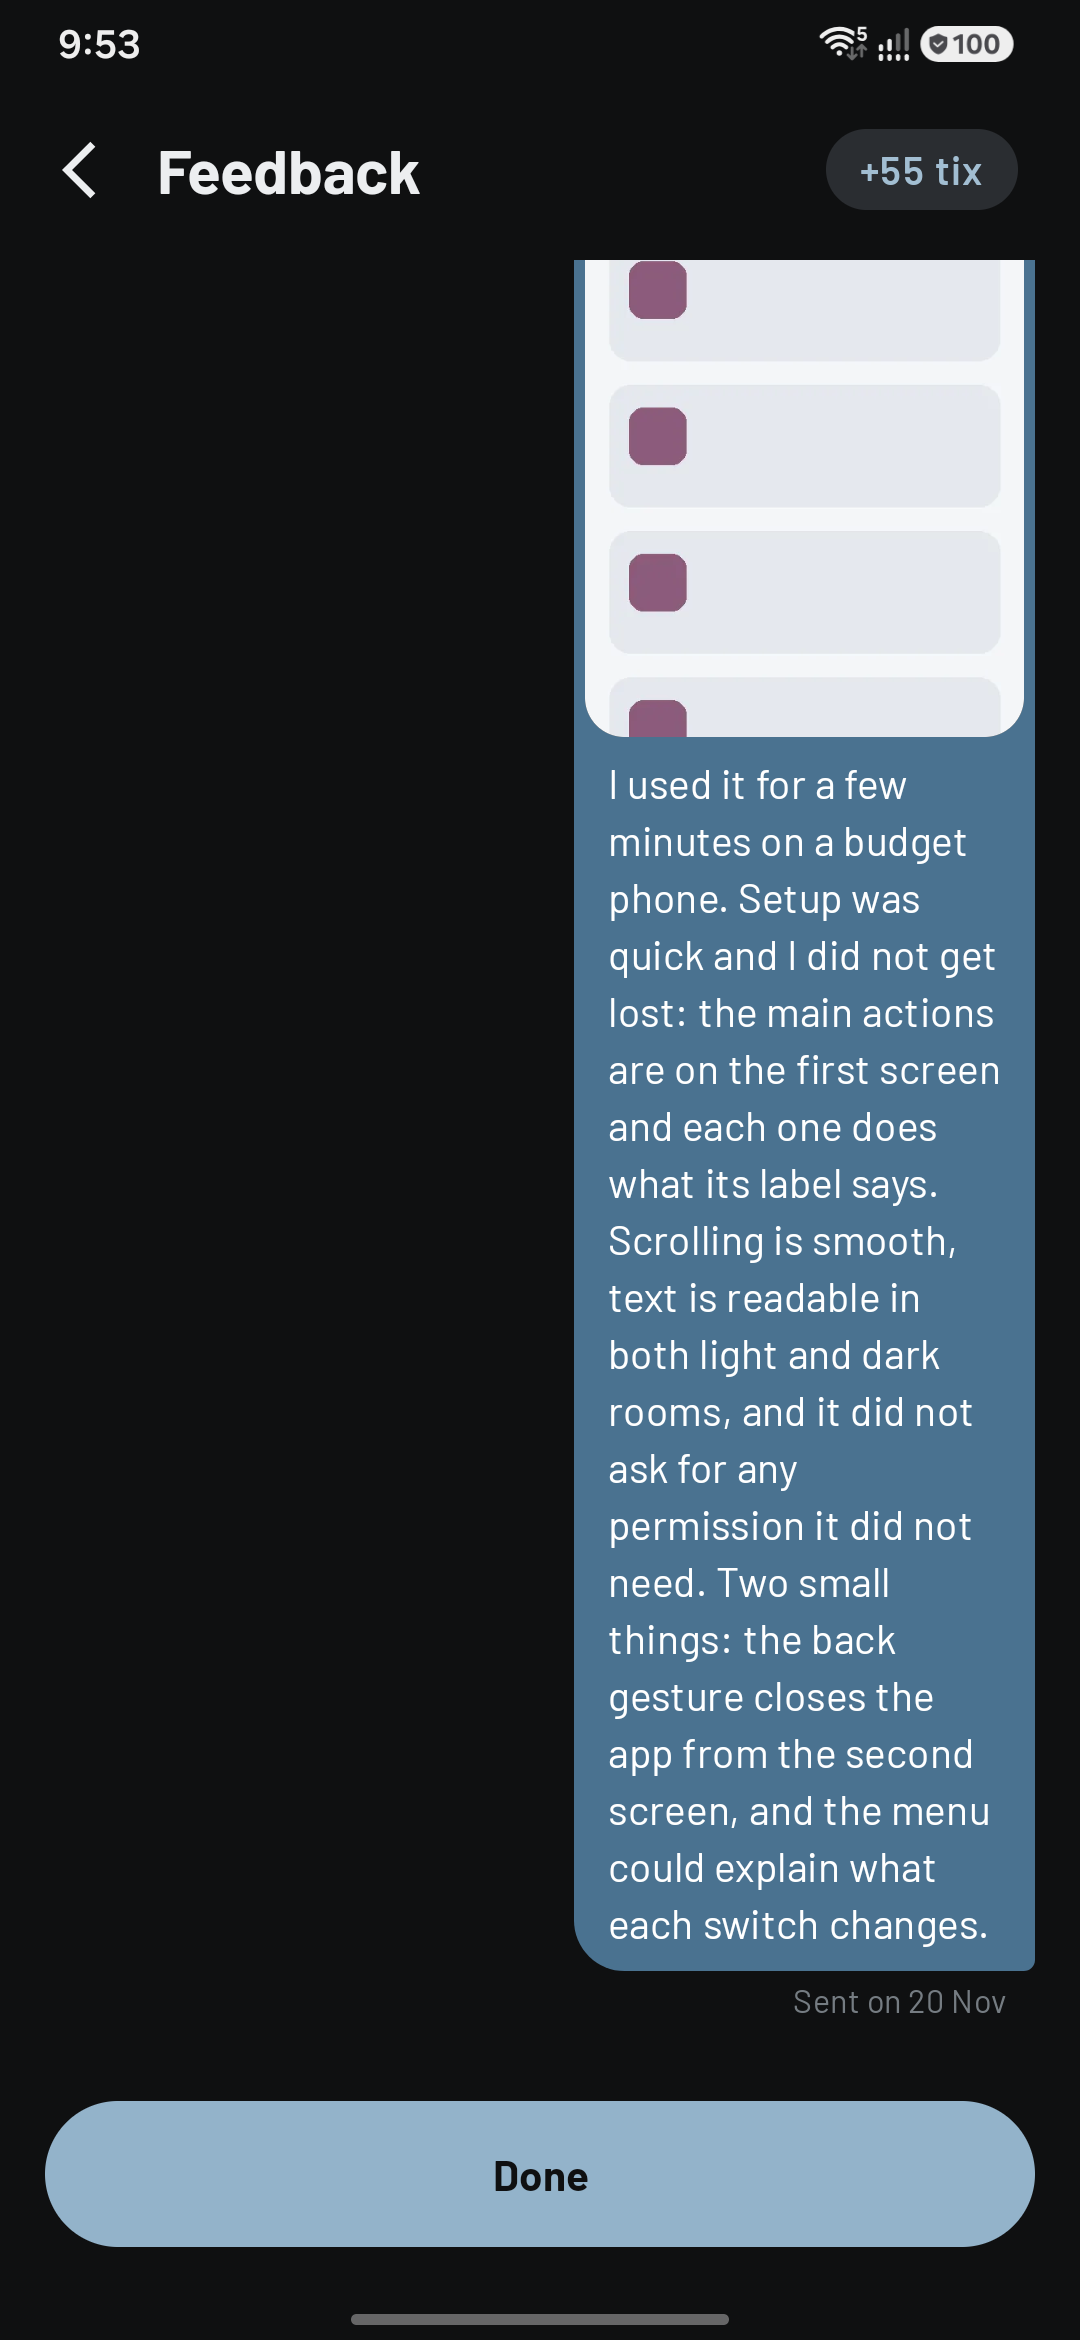 9:53
5
100
Feedback
+55 tix
I used it for a few
minutes on a budget
phone. Setup was
quick and I did not get
lost: the main actions
are on the first screen
and each one does
what its label says.
Scrolling is smooth,
text is readable in
both light and dark
rooms, and it did not
ask for any
permission it did not
need. Two small
things: the back
gesture closes the
app from the second
screen, and the menu
could explain what
each switch changes.
Sent on 20 Nov
Done